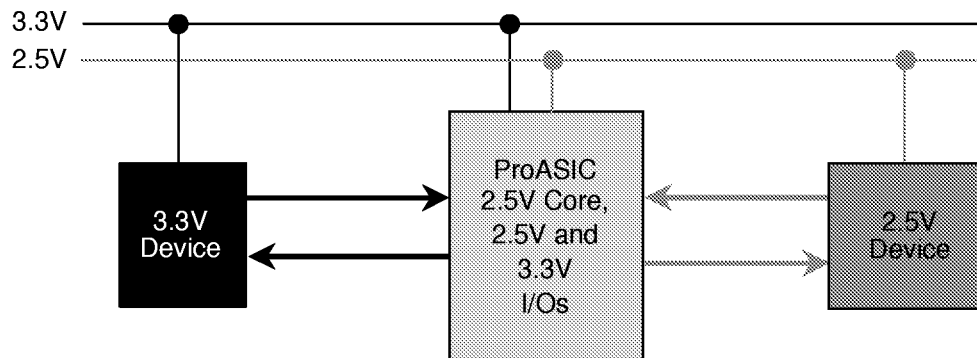 3.3V
2.5V
3.3V
Device
ProASIC
2.5V Core,
2.5V and
3.3V
I/Os
2.5V
Device